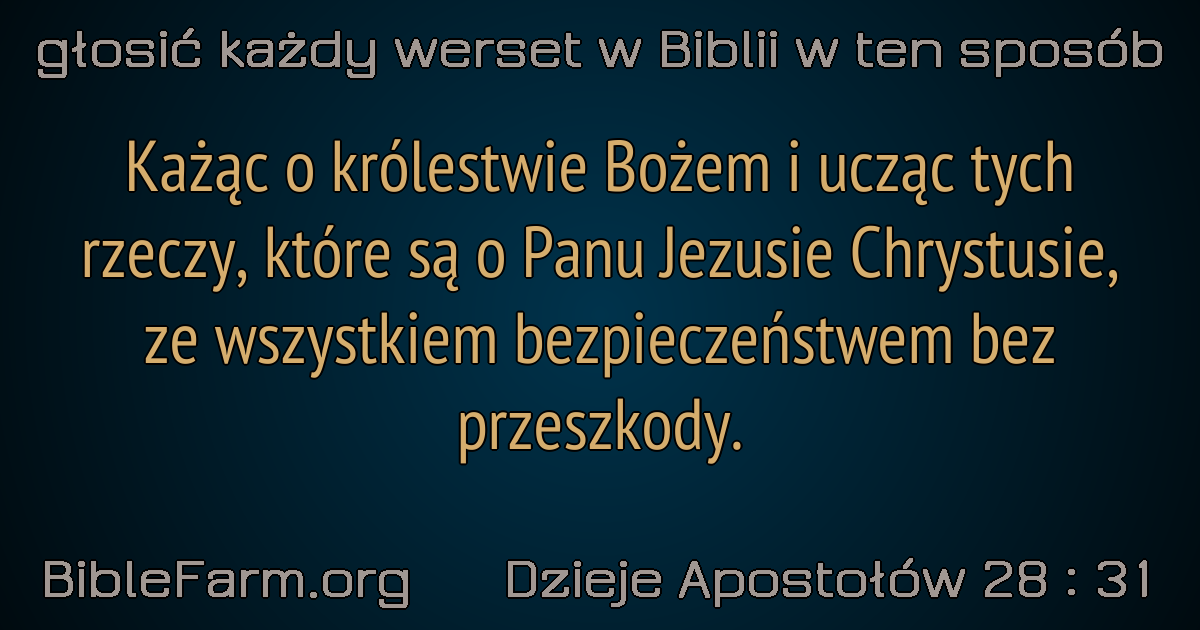 głosić każdy werset w Biblii w ten sposób
Każąc o królestwie Bożem i ucząc tych
rzeczy, które są o Panu Jezusie Chrystusie,
ze wszystkiem bezpieczeństwem bez
przeszkody.
BibleFarm.org Dzieje Apostołów 28 : 31